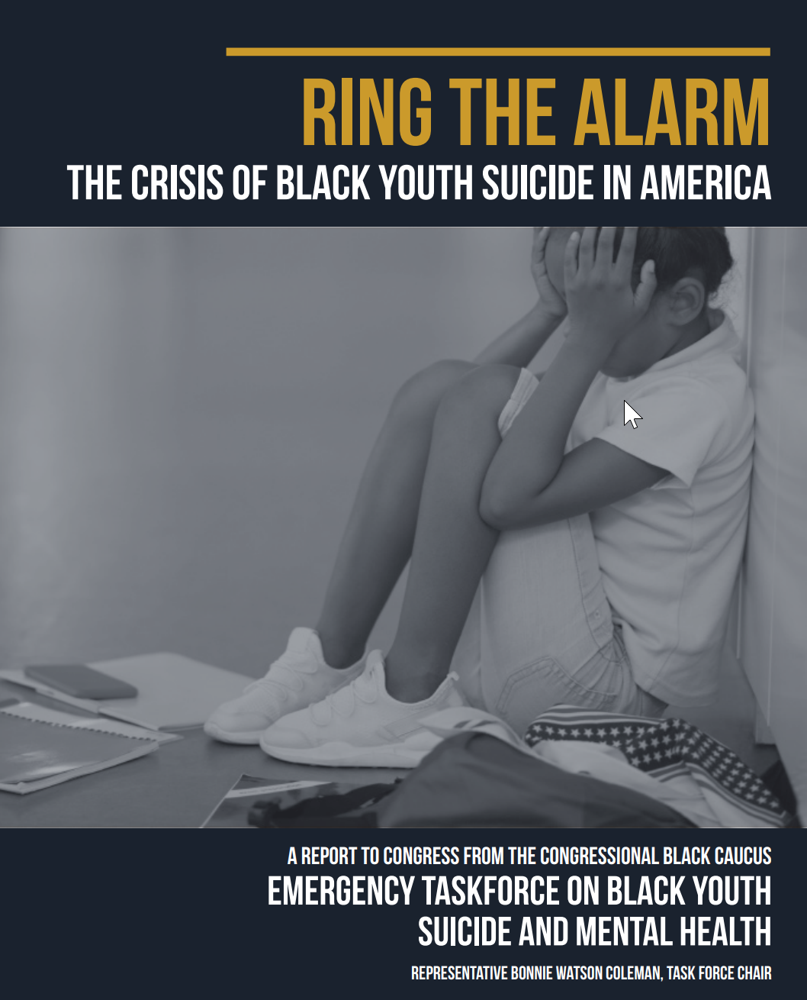 RING THE ALARM
THE CRISIS OF BLACK YOUTH SUICIDE IN AMERICA
A REPORT TO CONGRESS FROM THE CONGRESSIONAL BLACK CAUCUS
EMERGENCY TASKFORCE ON BLACK YOUTH
SUICIDE AND MENTAL HEALTH
REPRESENTATIVE BONNIE WATSON COLEMAN, TASK FORCE CHAIR